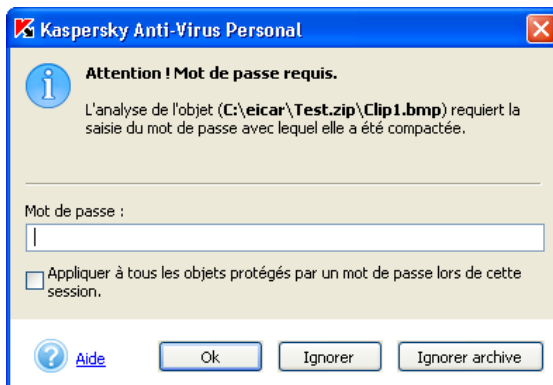 Kaspersky Anti-Virus Personal
Attention ! Mot de passe requis.
L'analyse de l'objet (C:\eicar\Test.zip\Clip1.bmp) requiert la
saisie du mot de passe avec lequel elle a été compactée.
Mot de passe :
Appliquer à tous les objets protégés par un mot de passe lors de cette
session.
Aide
Ok
Ignorer
Ignorer archive